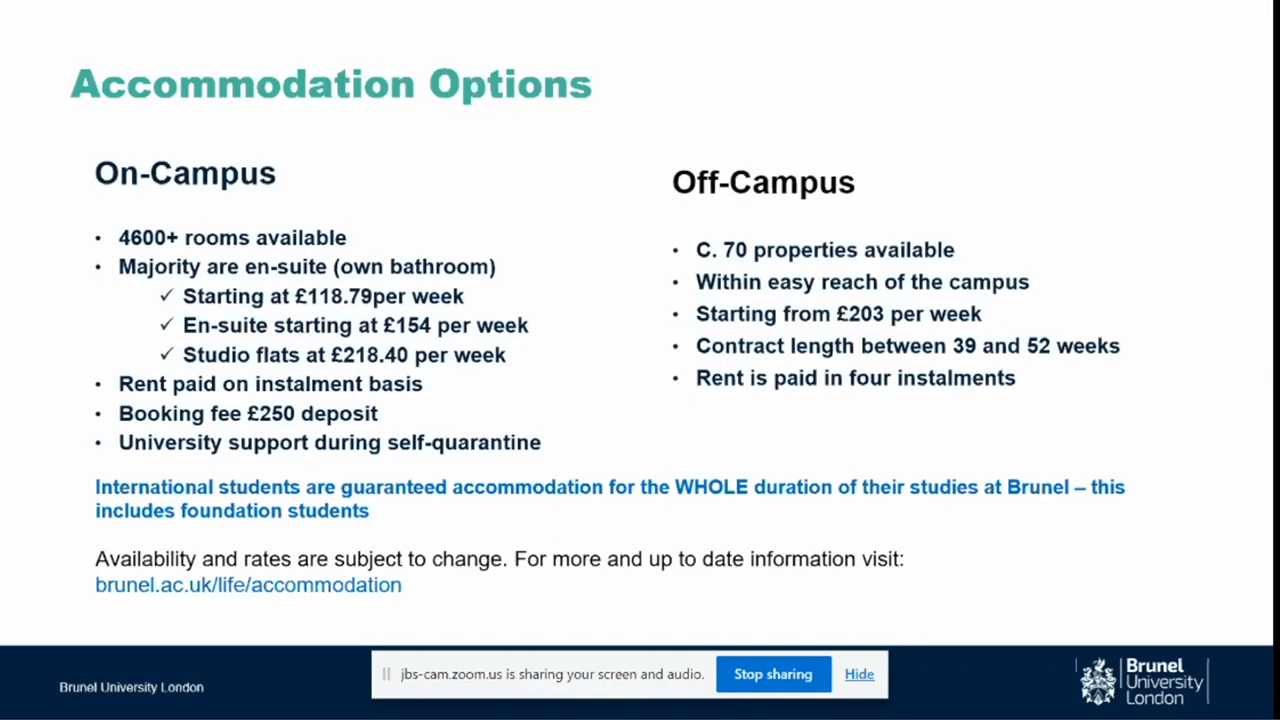 Accommodation Options
On-Campus
4600+ rooms available
Majority are en-suite (own bathroom)
Starting at £118.79per week
En-suite starting at £154 per week
Studio flats at £218.40 per week
Rent paid on instalment basis
Booking fee £250 deposit
University support during self-quarantine
Off-Campus
C. 70 properties available
Within easy reach of the campus
Starting from £203 per week
Contract length between 39 and 52 weeks
Rent is paid in four instalments
International students are guaranteed accommodation for the WHOLE duration of their studies at Brunel – this
includes foundation students
Availability and rates are subject to change. For more and up to date information visit:
brunel.ac.uk/life/accommodation
Brunel University London
jbs-cam.zoom.us is sharing your screen and audio.
Stop sharing
Hide
Brunel
University
London